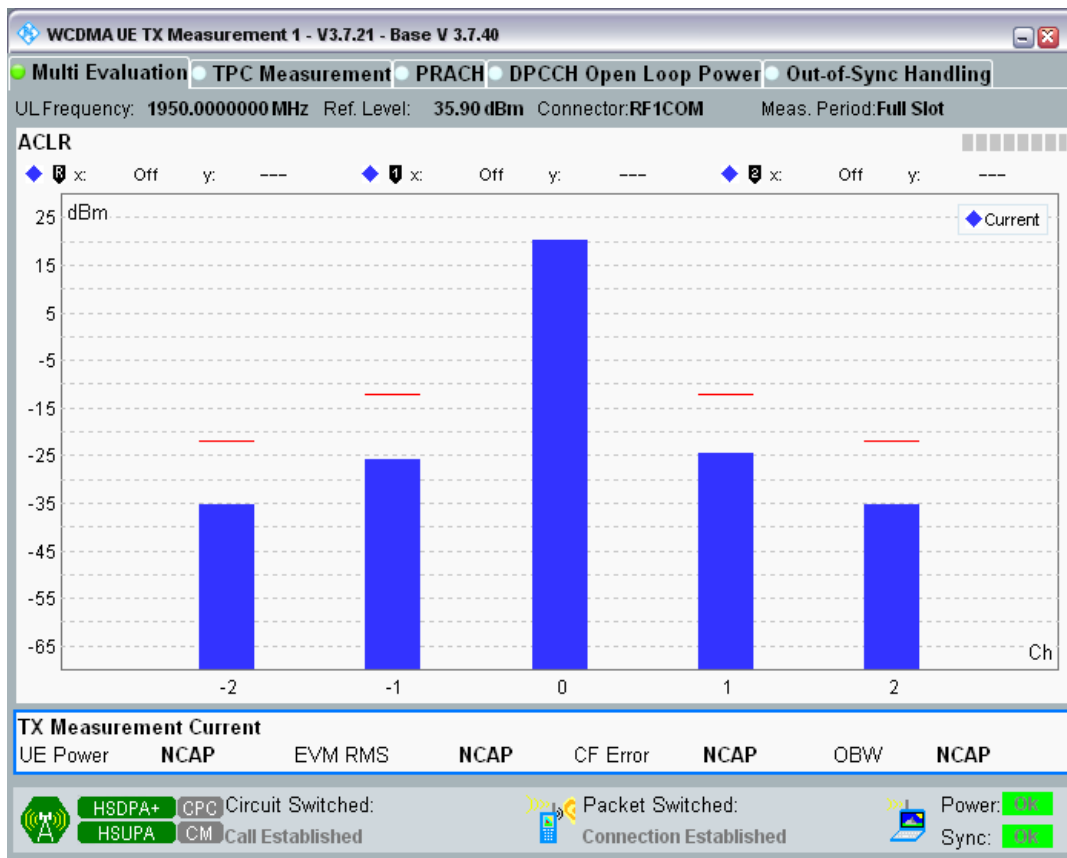 WCDMA UE TX Measurement 1 - V3.7.21 - Base V 3.7.40
Multi Evaluation TPC Measurement PRACH DPCCH Open Loop Power Out-of-Sync Handling
UL Frequency: 1950.0000000 MHz Ref. Level: 35.90 dBm Connector:RF1COM Meas. Period:Full Slot
ACLR
R x: Off y: --- 1 x: Off y: --- 2 x: Off y: ---
dBm
Current
25
15
5
-5
-15
-25
-35
-45
-55
-65
Ch
-2 -1 0 1 2
TX Measurement Current
UE Power NCAP EVM RMS NCAP CF Error NCAP OBW NCAP
HSDPA+ CPC Circuit Switched: Packet Switched: Power: Ok
HSUPA CM Call Established Connection Established Sync: Ok